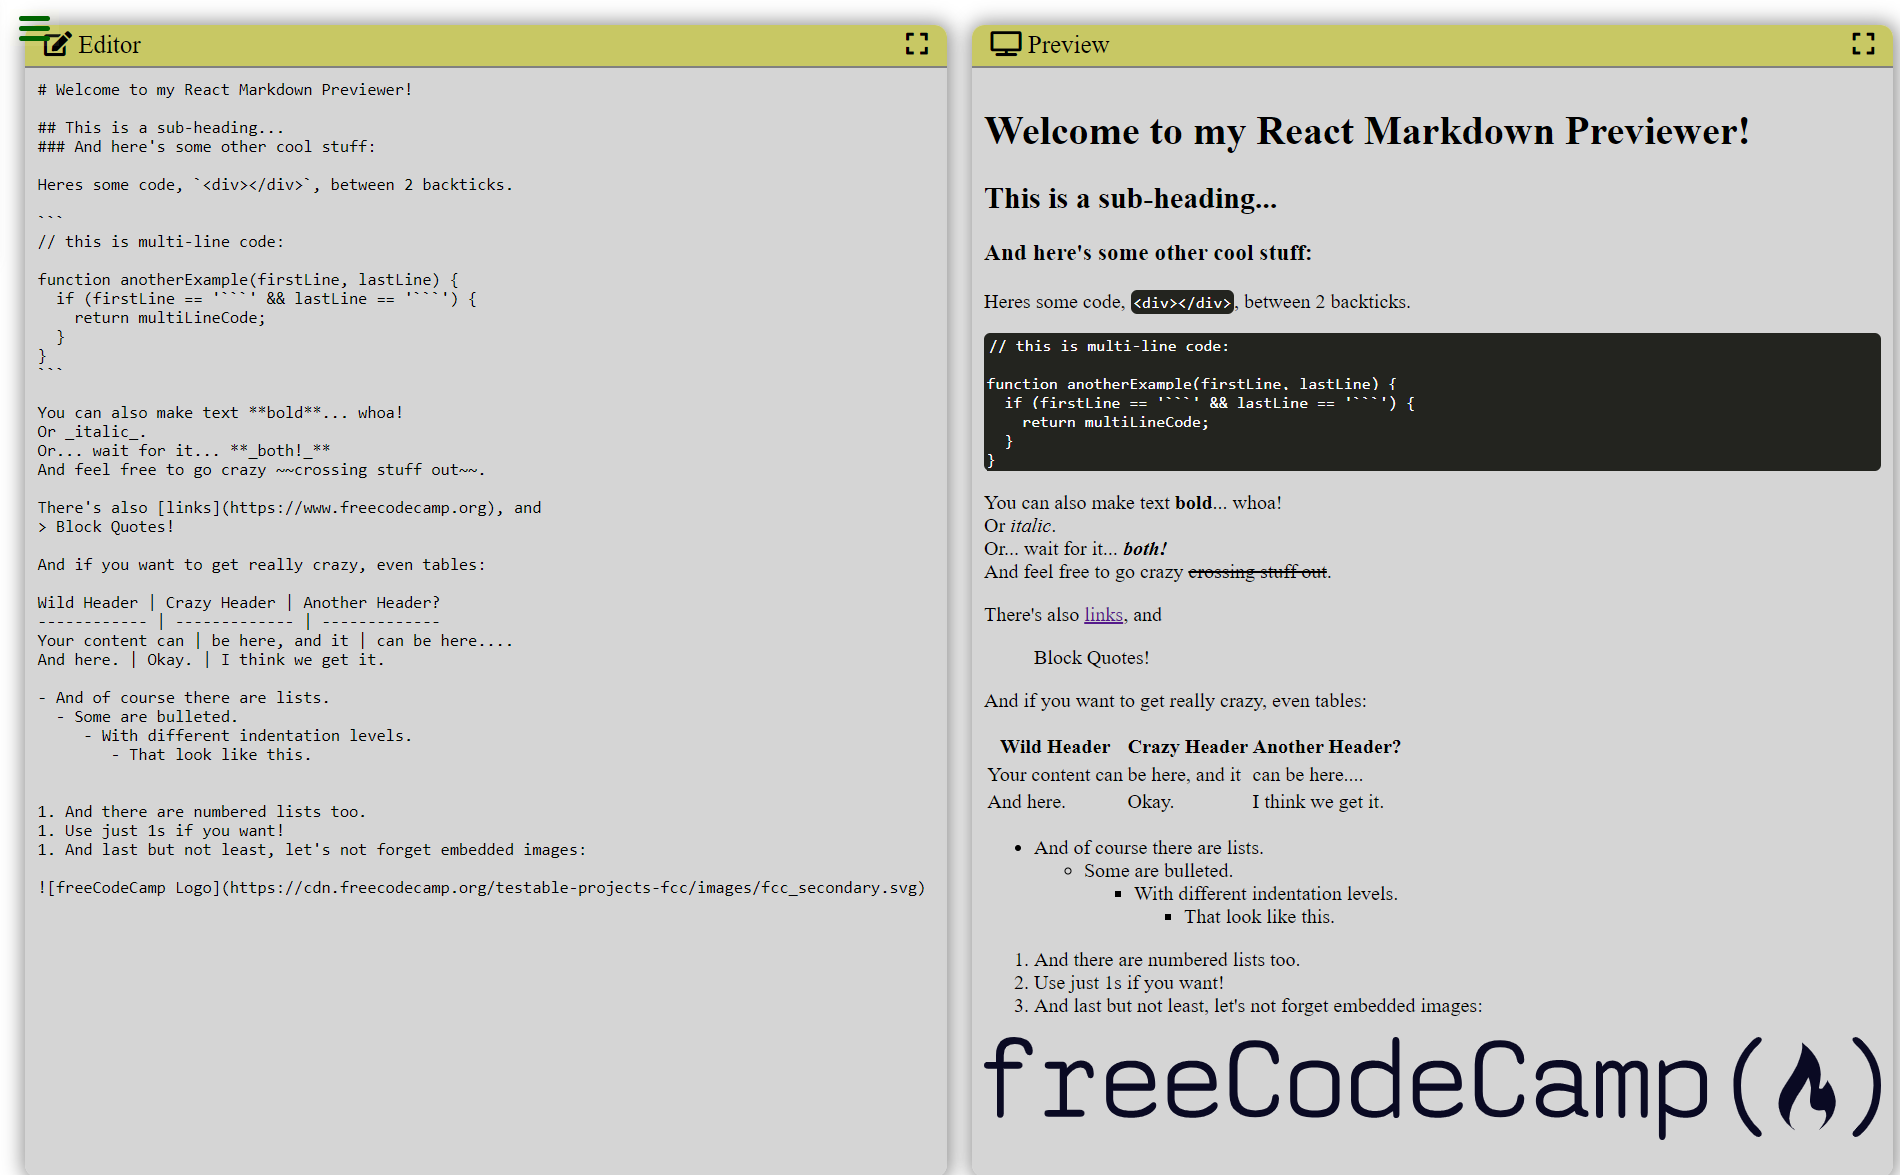 Editor
# Welcome to my React Markdown Previewer!
## This is a sub-heading...
### And here's some other cool stuff:
Heres some code, `<div></div>`, between 2 backticks.
```
// this is multi-line code:
function anotherExample(firstLine, lastLine) {
  if (firstLine == '```' && lastLine == '```') {
    return multiLineCode;
  }
}
```
You can also make text **bold**... whoa!
Or _italic_.
Or... wait for it... **_both!_**
And feel free to go crazy ~~crossing stuff out~~.
There's also [links](https://www.freecodecamp.org), and
> Block Quotes!
And if you want to get really crazy, even tables:
Wild Header | Crazy Header | Another Header?
------------ | ------------- | -------------
Your content can | be here, and it | can be here....
And here. | Okay. | I think we get it.
- And of course there are lists.
  - Some are bulleted.
     - With different indentation levels.
        - That look like this.
1. And there are numbered lists too.
1. Use just 1s if you want!
1. And last but not least, let's not forget embedded images:
![freeCodeCamp Logo](https://cdn.freecodecamp.org/testable-projects-fcc/images/fcc_secondary.svg)
Preview
Welcome to my React Markdown Previewer!
This is a sub-heading...
And here's some other cool stuff:
Heres some code, <div></div>, between 2 backticks.
// this is multi-line code:
function anotherExample(firstLine, lastLine) {
  if (firstLine == '```' && lastLine == '```') {
    return multiLineCode;
  }
}
You can also make text bold... whoa!
Or italic.
Or... wait for it... both!
And feel free to go crazy crossing stuff out.
There's also links, and
Block Quotes!
And if you want to get really crazy, even tables:
Wild Header Crazy Header Another Header?
Your content can be here, and it can be here....
And here. Okay. I think we get it.
• And of course there are lists.
◦ Some are bulleted.
▪ With different indentation levels.
▪ That look like this.
1. And there are numbered lists too.
2. Use just 1s if you want!
3. And last but not least, let's not forget embedded images:
freeCodeCamp( )